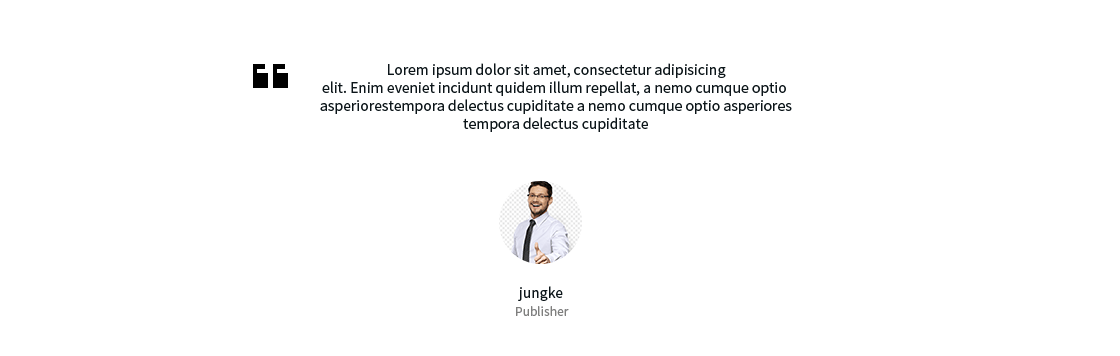 Lorem ipsum dolor sit amet, consectetur adipisicing
elit. Enim eveniet incidunt quidem illum repellat, a nemo cumque optio
asperiorestempora delectus cupiditate a nemo cumque optio asperiores
tempora delectus cupiditate
jungke
Publisher